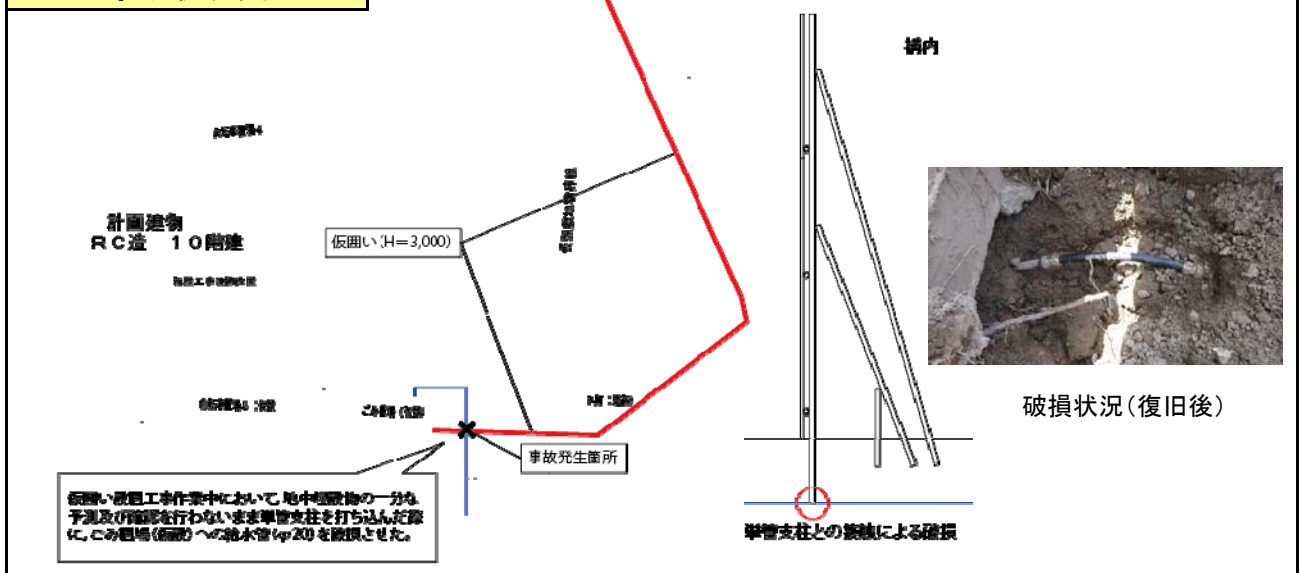 構内
計画建物
RC造 10階建
仮囲い(H=3,000)
事故発生箇所
仮囲い設置工事作業中において、地中埋設物の十分な
予測及び確認を行わないまま単管支柱を打ち込んだ際
に、ごみ置場(仮設)への給水管(φ20)を破損させた。
単管支柱との接触による破損
破損状況(復旧後)